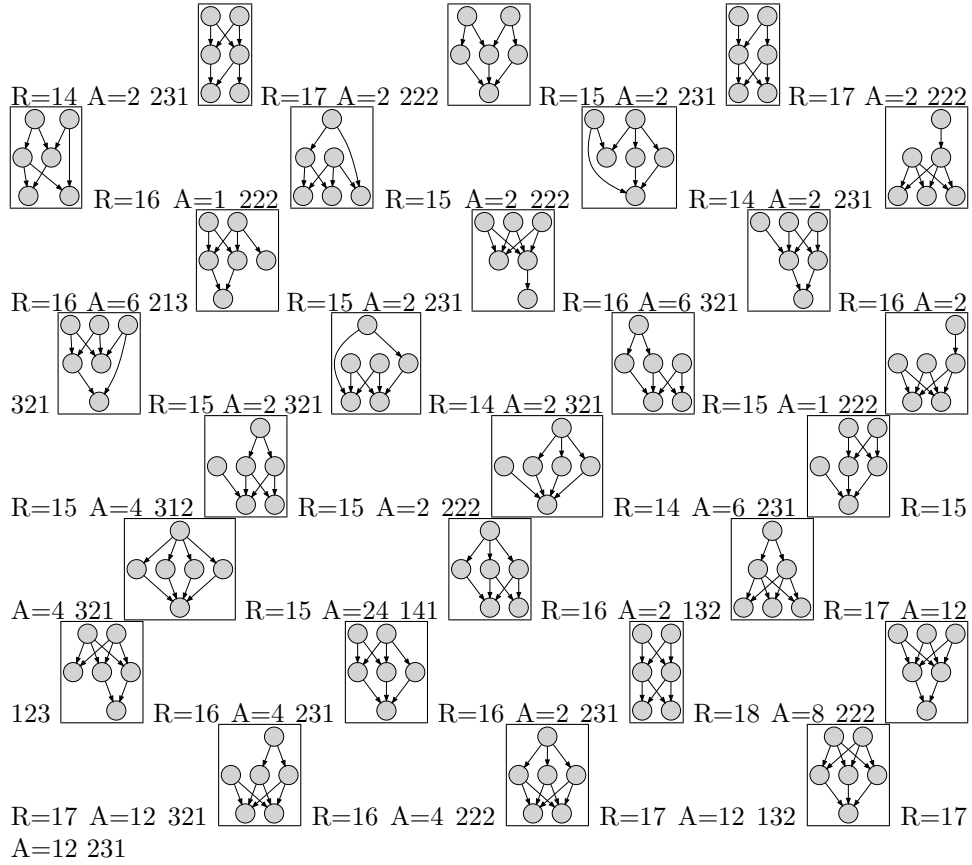 R=14 A=2 231 R=17 A=2 222 R=15 A=2 231 R=17 A=2 222
R=16 A=1 222 R=15 A=2 222 R=14 A=2 231
R=16 A=6 213 R=15 A=2 231 R=16 A=6 321 R=16 A=2
321 R=15 A=2 321 R=14 A=2 321 R=15 A=1 222
R=15 A=4 312 R=15 A=2 222 R=14 A=6 231 R=15
A=4 321 R=15 A=24 141 R=16 A=2 132 R=17 A=12
123 R=16 A=4 231 R=16 A=2 231 R=18 A=8 222
R=17 A=12 321 R=16 A=4 222 R=17 A=12 132 R=17
A=12 231